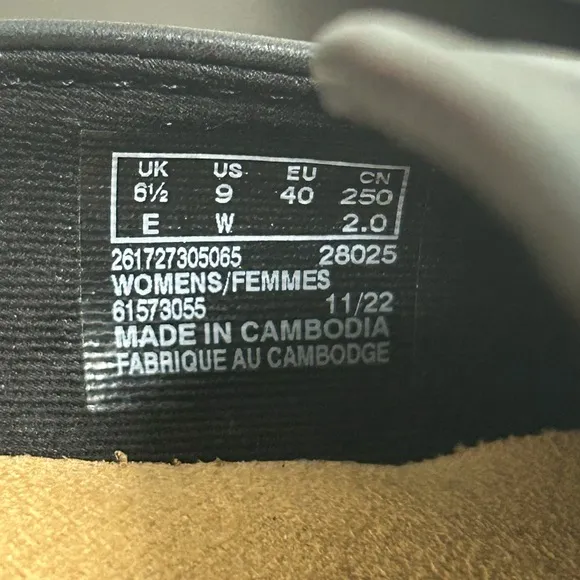 UK US EU CN
6½ 9 40 250
E W 2.0
261727305065 28025
WOMENS/FEMMES
61573055 11/22
MADE IN CAMBODIA
FABRIQUE AU CAMBODGE